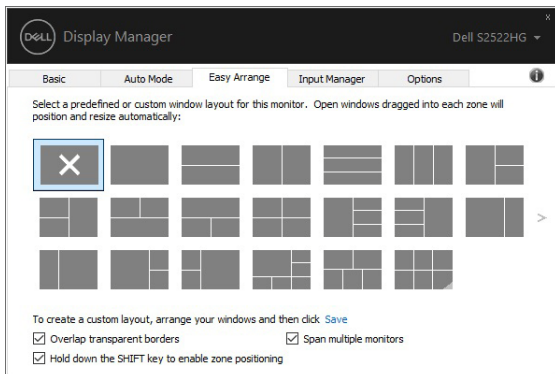 DELL Display Manager
Dell S2522HG
Basic
Auto Mode
Easy Arrange
Input Manager
Options
Select a predefined or custom window layout for this monitor. Open windows dragged into each zone will
position and resize automatically:
To create a custom layout, arrange your windows and then click Save
Overlap transparent borders
Span multiple monitors
Hold down the SHIFT key to enable zone positioning